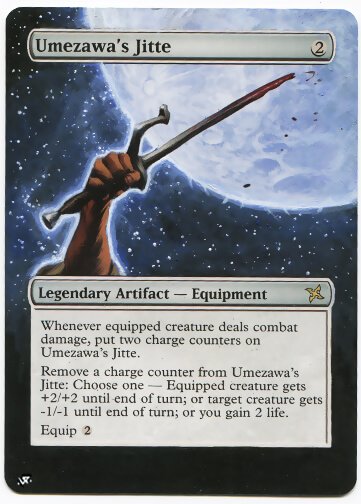 Umezawa's Jitte 2
Legendary Artifact — Equipment
Whenever equipped creature deals combat
damage, put two charge counters on
Umezawa's Jitte.
Remove a charge counter from Umezawa's
Jitte: Choose one — Equipped creature gets
+2/+2 until end of turn; or target creature gets
-1/-1 until end of turn; or you gain 2 life.
Equip 2